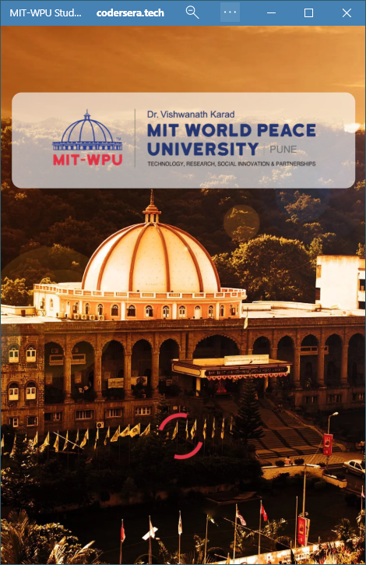 MIT-WPU Stud... codersera.tech
Dr. Vishwanath Karad
MIT WORLD PEACE
UNIVERSITY PUNE
TECHNOLOGY, RESEARCH, SOCIAL INNOVATION & PARTNERSHIPS
MIT-WPU